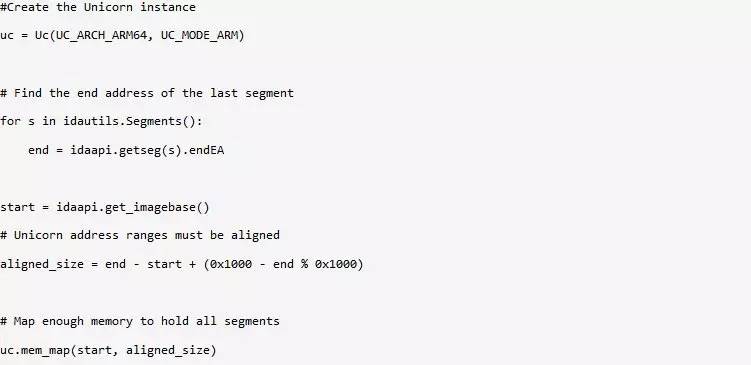 #Create the Unicorn instance
uc = Uc(UC_ARCH_ARM64, UC_MODE_ARM)
# Find the end address of the last segment
for s in idautils.Segments():
    end = idaapi.getseg(s).endEA
start = idaapi.get_imagebase()
# Unicorn address ranges must be aligned
aligned_size = end - start + (0x1000 - end % 0x1000)
# Map enough memory to hold all segments
uc.mem_map(start, aligned_size)